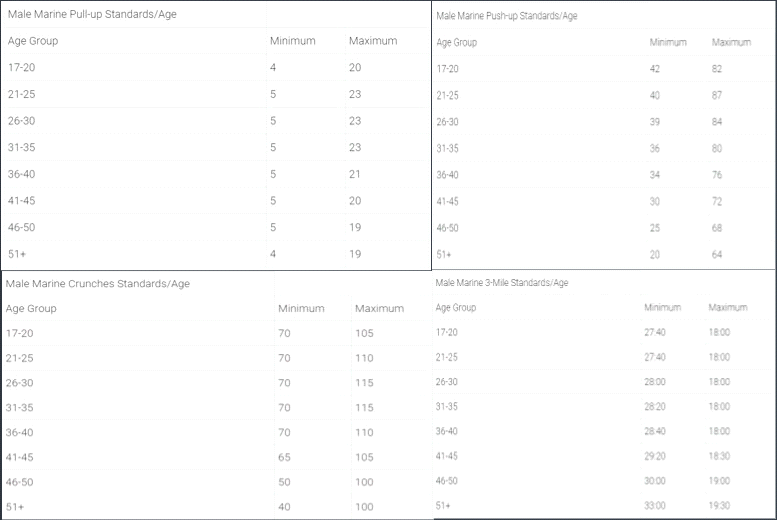 Male Marine Pull-up Standards/Age
Age Group Minimum Maximum
17-20 4 20
21-25 5 23
26-30 5 23
31-35 5 23
36-40 5 21
41-45 5 20
46-50 5 19
51+ 4 19
Male Marine Push-up Standards/Age
Age Group Minimum Maximum
17-20 42 82
21-25 40 87
26-30 39 84
31-35 36 80
36-40 34 76
41-45 30 72
46-50 25 68
51+ 20 64
Male Marine Crunches Standards/Age
Age Group Minimum Maximum
17-20 70 105
21-25 70 110
26-30 70 115
31-35 70 115
36-40 70 110
41-45 65 105
46-50 50 100
51+ 40 100
Male Marine 3-Mile Standards/Age
Age Group Minimum Maximum
17-20 27:40 18:00
21-25 27:40 18:00
26-30 28:00 18:00
31-35 28:20 18:00
36-40 28:40 18:00
41-45 29:20 18:30
46-50 30:00 19:00
51+ 33:00 19:30